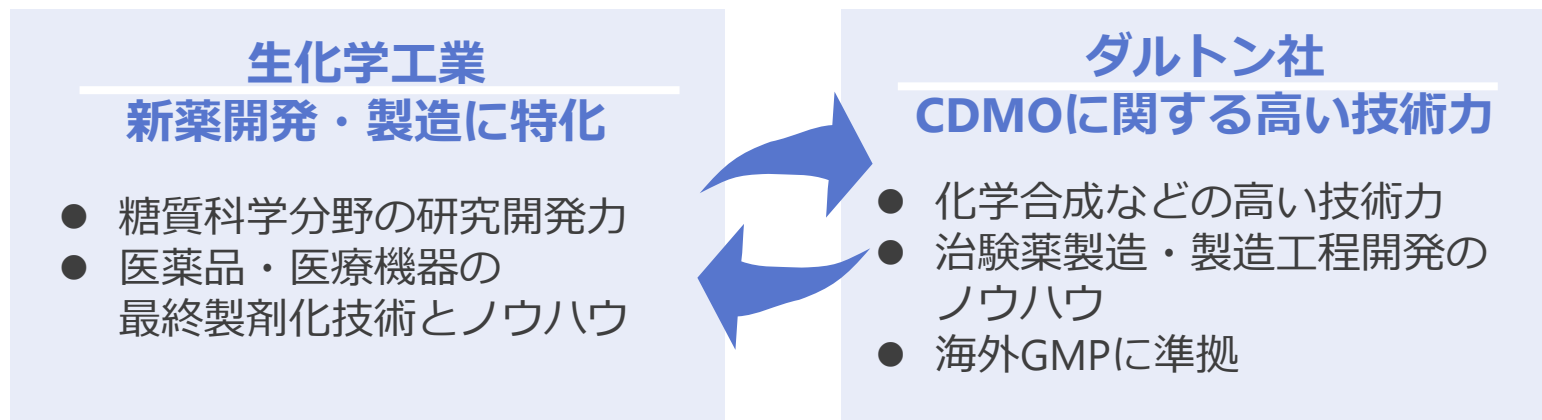 生化学工業
新薬開発・製造に特化
● 糖質科学分野の研究開発力
● 医薬品・医療機器の
最終製剤化技術とノウハウ
ダルトン社
CDMOに関する高い技術力
● 化学合成などの高い技術力
● 治験薬製造・製造工程開発の
ノウハウ
● 海外GMPに準拠